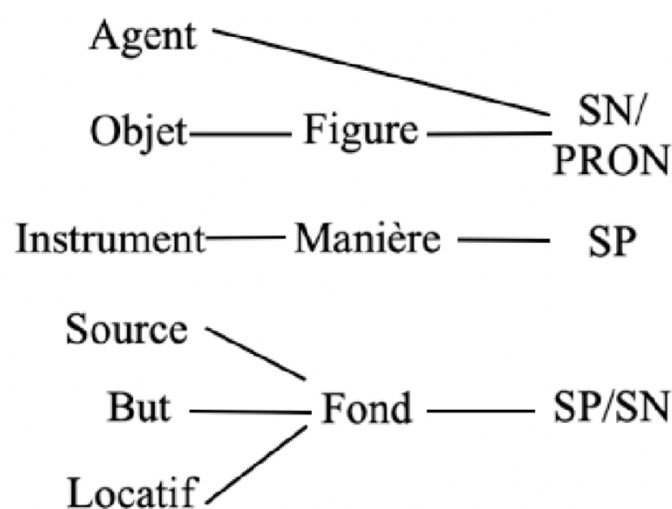 Agent
Objet Figure SN/
PRON
Instrument Manière SP
Source
But Fond SP/SN
Locatif